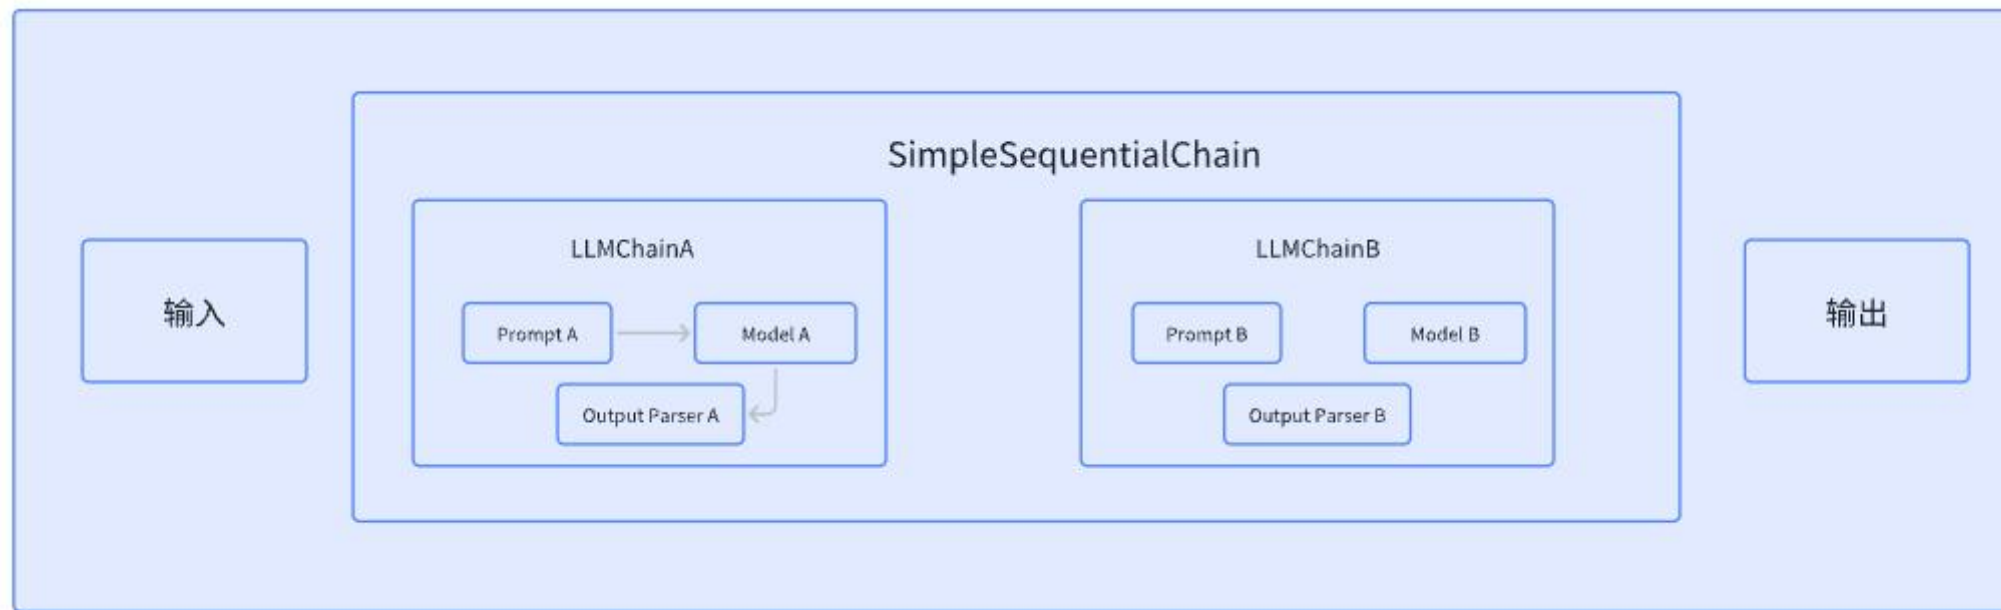 SimpleSequentialChain
输入
LLMChainA
Prompt A
Model A
Output Parser A
LLMChainB
Prompt B
Model B
Output Parser B
输出